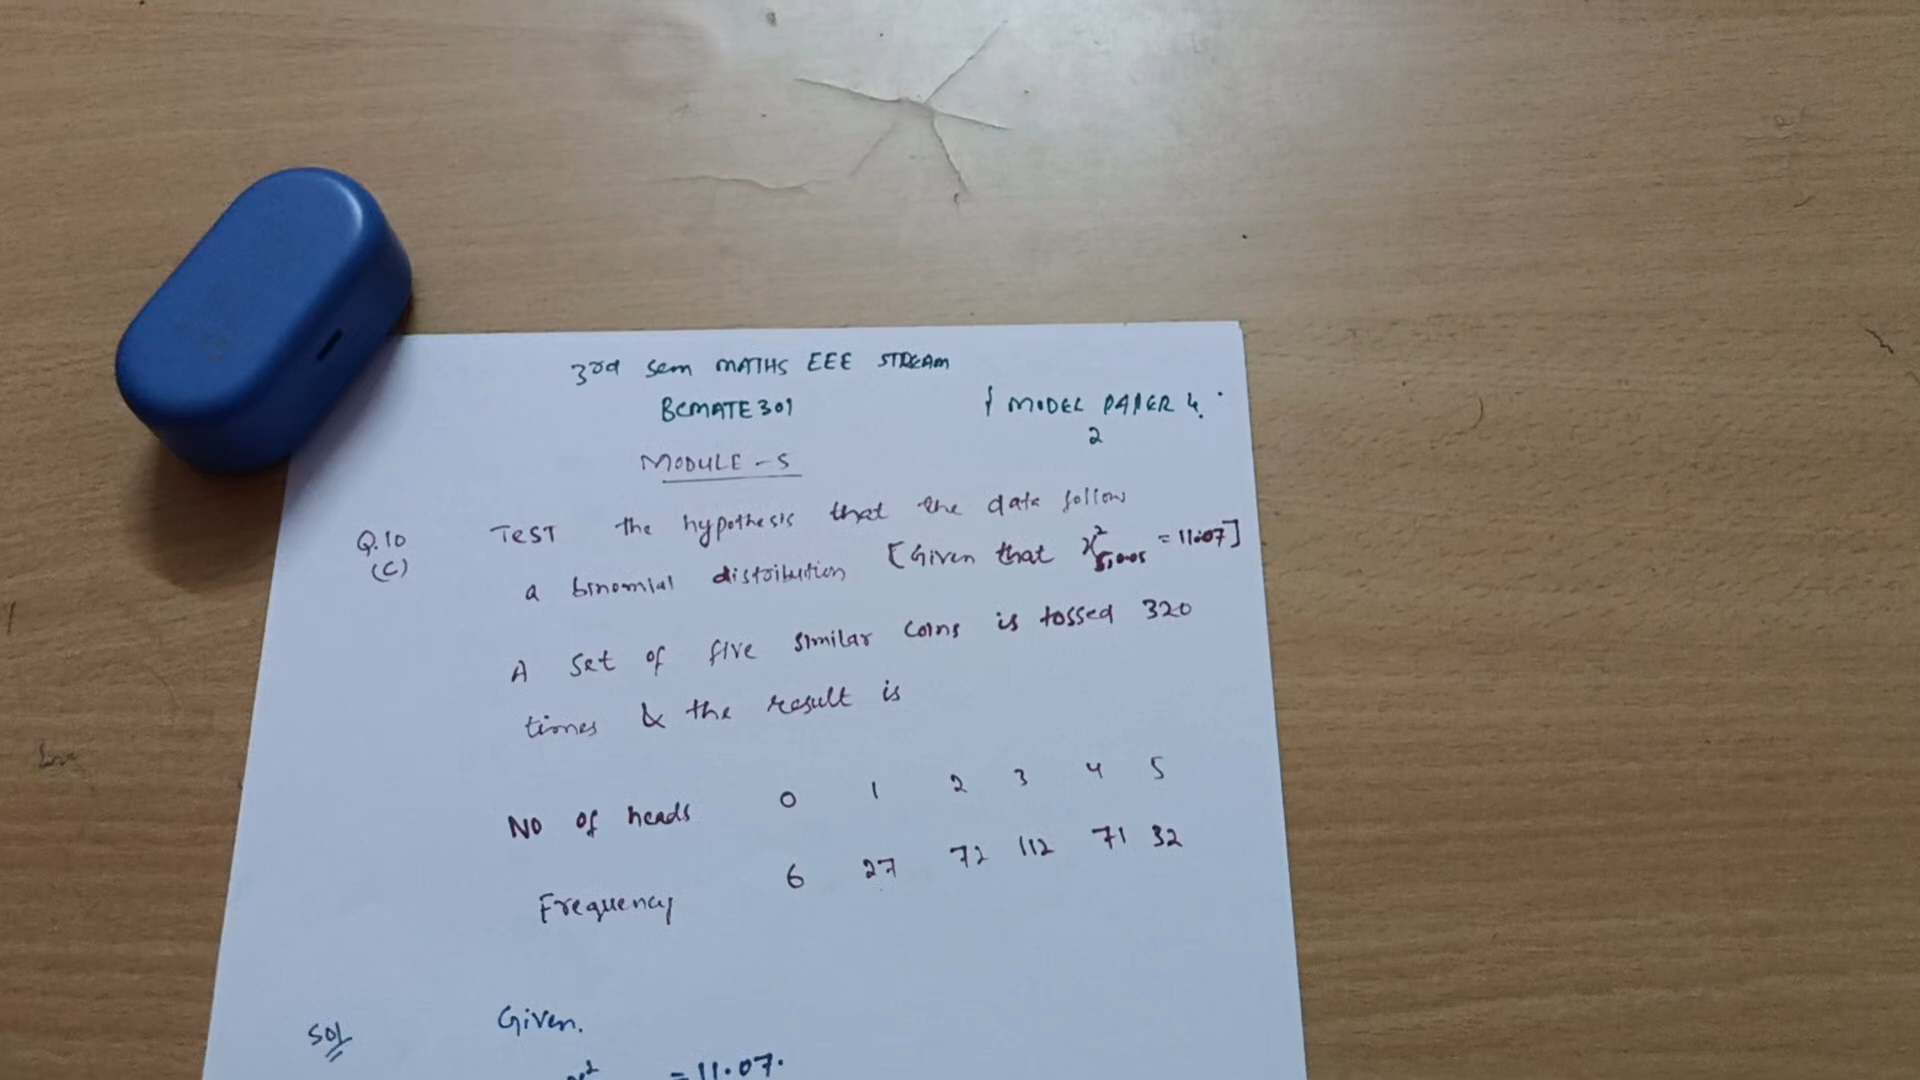 3rd Sem MATHS EEE STREAM
BCMATE301
{ MODEL PAPER 4.
2
MODULE - 5
Q.10 TEST the hypothesis that the data follow
(C) a binomial distribution [Given that χ²5,0.05 = 11.07]
A set of five similar coins is tossed 320
times & the result is
NO of heads 0 1 2 3 4 5
Frequency 6 27 72 112 71 32
Sol Given.
= 11.07.